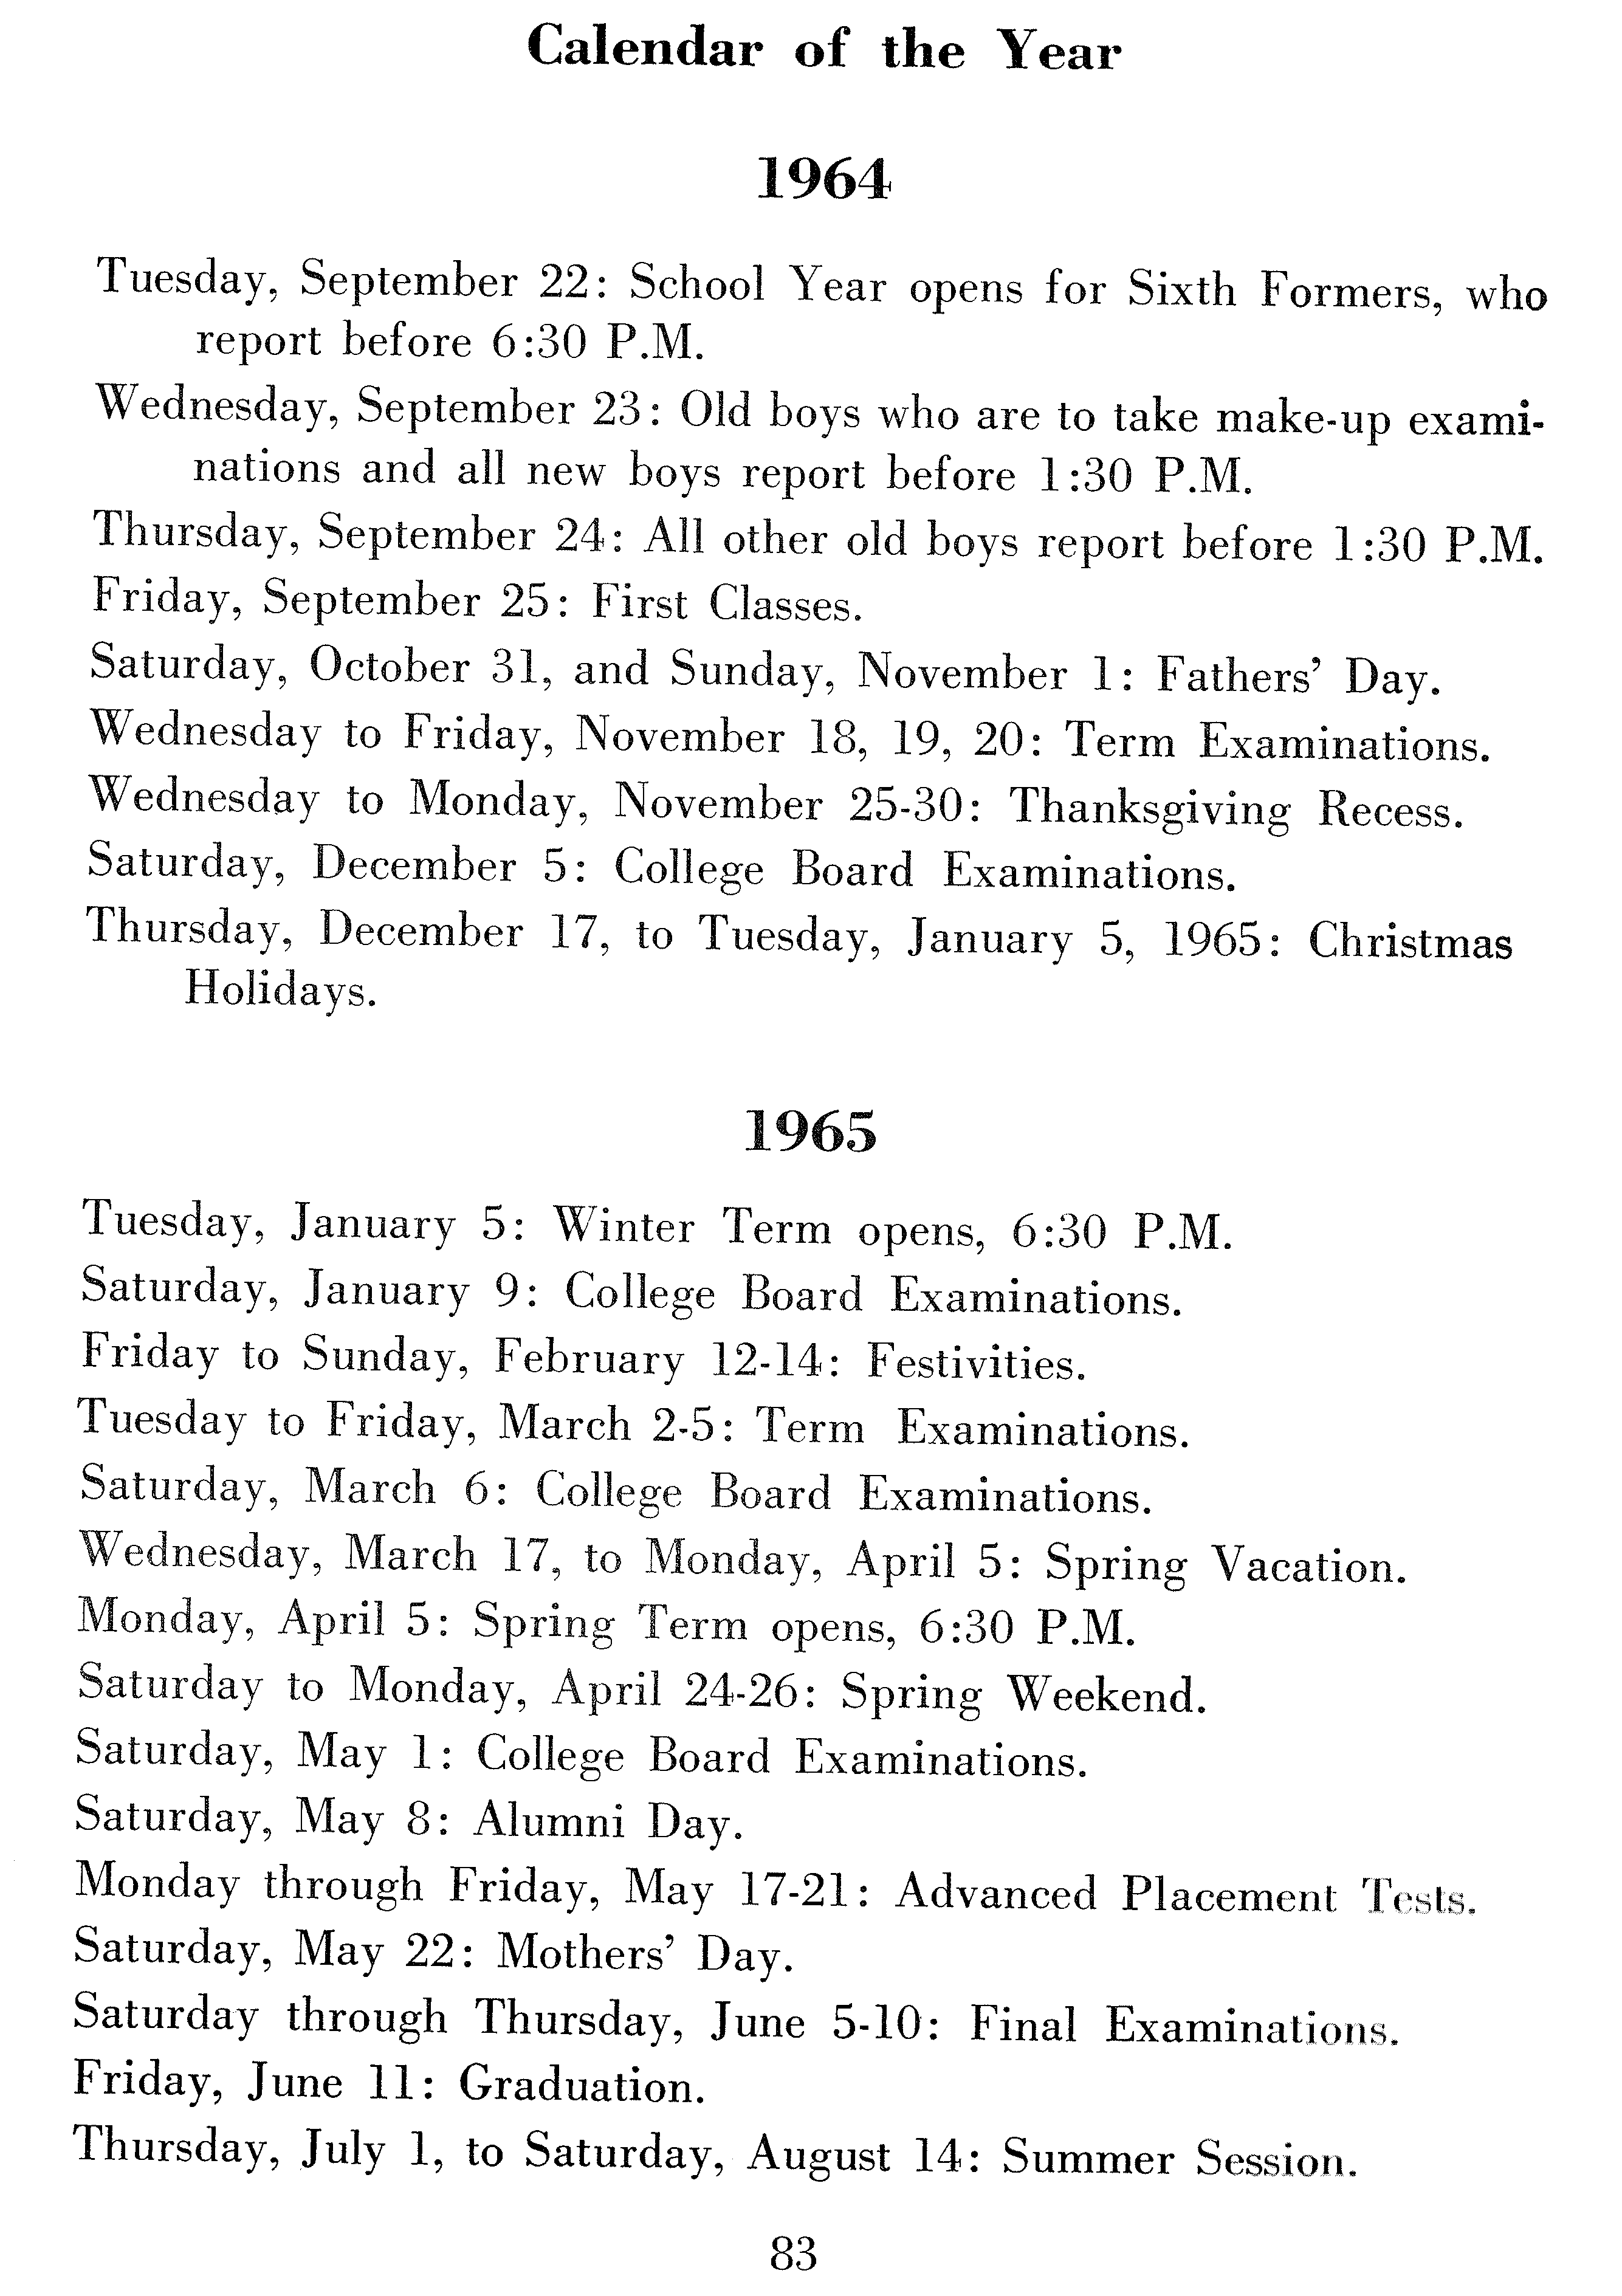 Calendar of the Year
1964
Tuesday, September 22: School Year opens for Sixth Formers, who
report before 6:30 P.M.
Wednesday, September 23: Old boys who are to take make-up exami-
nations and all new boys report before 1:30 P.M.
Thursday, September 24: All other old boys report before 1:30 P.M.
Friday, September 25: First Classes.
Saturday, October 31, and Sunday, November 1: Fathers' Day.
Wednesday to Friday, November 18, 19, 20: Term Examinations.
Wednesday to Monday, November 25-30: Thanksgiving Recess.
Saturday, December 5: College Board Examinations.
Thursday, December 17, to Tuesday, January 5, 1965: Christmas
Holidays.
1965
Tuesday, January 5: Winter Term opens, 6:30 P.M.
Saturday, January 9: College Board Examinations.
Friday to Sunday, February 12-14: Festivities.
Tuesday to Friday, March 2-5: Term Examinations.
Saturday, March 6: College Board Examinations.
Wednesday, March 17, to Monday, April 5: Spring Vacation.
Monday, April 5: Spring Term opens, 6:30 P.M.
Saturday to Monday, April 24-26: Spring Weekend.
Saturday, May 1: College Board Examinations.
Saturday, May 8: Alumni Day.
Monday through Friday, May 17-21: Advanced Placement Tests.
Saturday, May 22: Mothers' Day.
Saturday through Thursday, June 5-10: Final Examinations.
Friday, June 11: Graduation.
Thursday, July 1, to Saturday, August 14: Summer Session.
83